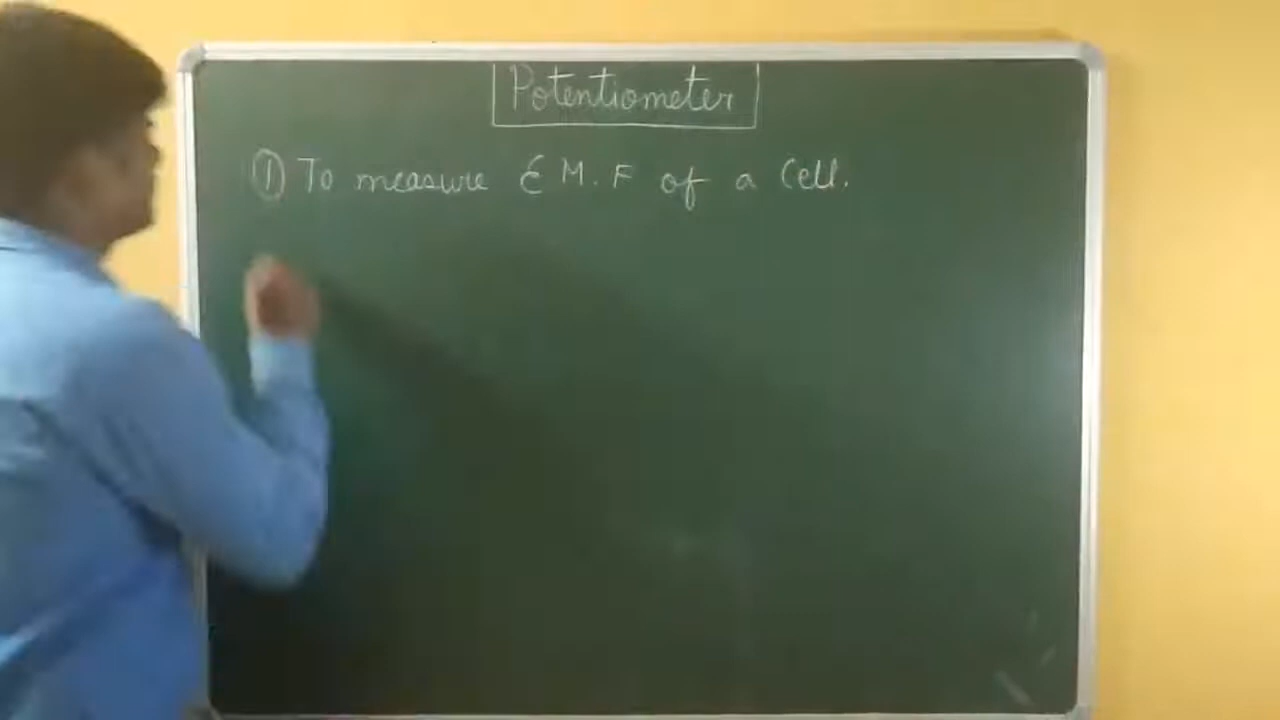 Potentiometer
① To measure E M. F of a Cell.